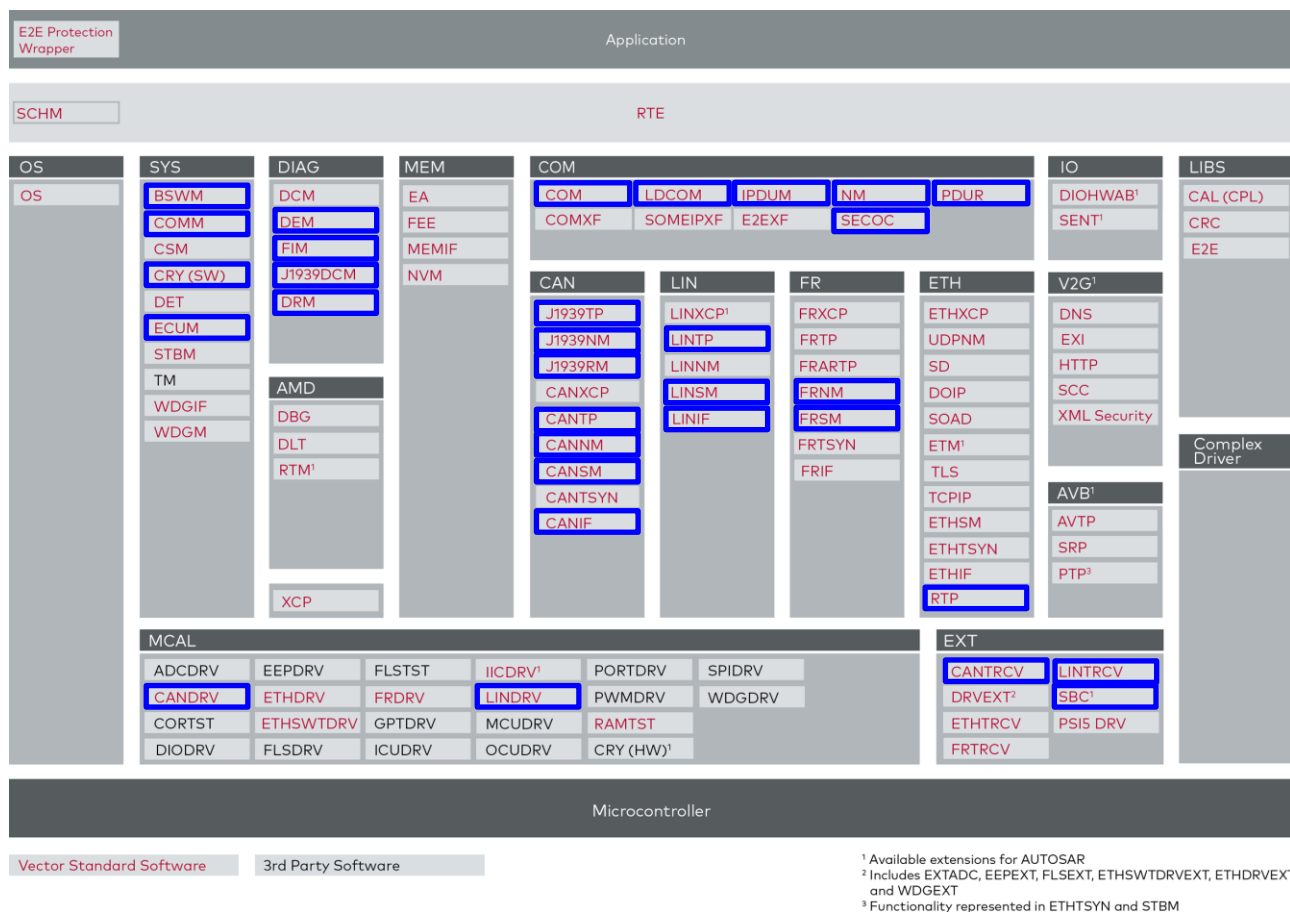 E2E Protection
Wrapper
Application
SCHM
RTE
OS
OS
SYS
BSWM
COMM
CSM
CRY (SW)
DET
ECUM
STBM
TM
WDGIF
WDGM
DIAG
DCM
DEM
FIM
J1939DCM
DRM
AMD
DBG
DLT
RTM¹
XCP
MEM
EA
FEE
MEMIF
NVM
COM
COM LDCOM IPDUM NM PDUR
COMXF SOMEIPXF E2EXF SECOC
CAN
J1939TP
J1939NM
J1939RM
CANXCP
CANTP
CANNM
CANSM
CANTSYN
CANIF
LIN
LINXCP¹
LINTP
LINNM
LINSM
LINIF
FR
FRXCP
FRTP
FRARTP
FRNM
FRSM
FRTSYN
FRIF
ETH
ETHXCP
UDPNM
SD
DOIP
SOAD
ETM¹
TLS
TCPIP
ETHSM
ETHTSYN
ETHIF
RTP
IO
DIOHWAB¹
SENT¹
V2G¹
DNS
EXI
HTTP
SCC
XML Security
AVB¹
AVTP
SRP
PTP³
LIBS
CAL (CPL)
CRC
E2E
Complex
Driver
MCAL
ADCDRV EEPDRV FLSTST IICDRV¹ PORTDRV SPIDRV
CANDRV ETHDRV FRDRV LINDRV PWMDRV WDGDRV
CORTST ETHSWTDRV GPTDRV MCUDRV RAMTST
DIODRV FLSDRV ICUDRV OCUDRV CRY (HW)¹
EXT
CANTRCV LINTRCV
DRVEXT² SBC¹
ETHTRCV PSI5 DRV
FRTRCV
Microcontroller
Vector Standard Software
3rd Party Software
¹ Available extensions for AUTOSAR
² Includes EXTADC, EEPEXT, FLSEXT, ETHSWTDRVEXT, ETHDRVEXT
and WDGEXT
³ Functionality represented in ETHTSYN and STBM